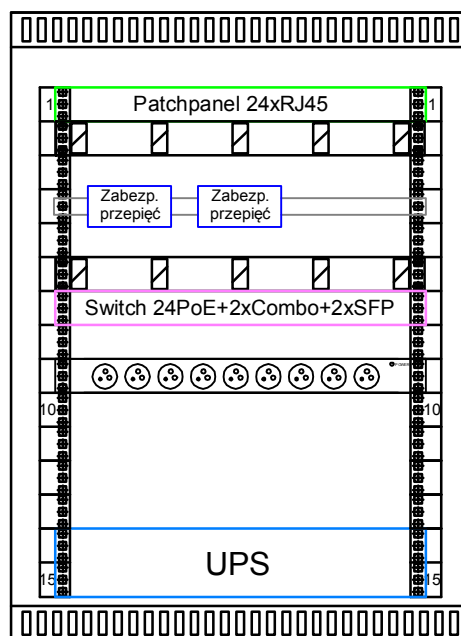 1 Patchpanel 24xRJ45 1
Zabezp. Zabezp.
przepięć przepięć
Switch 24PoE+2xCombo+2xSFP
10 10
UPS
15 15